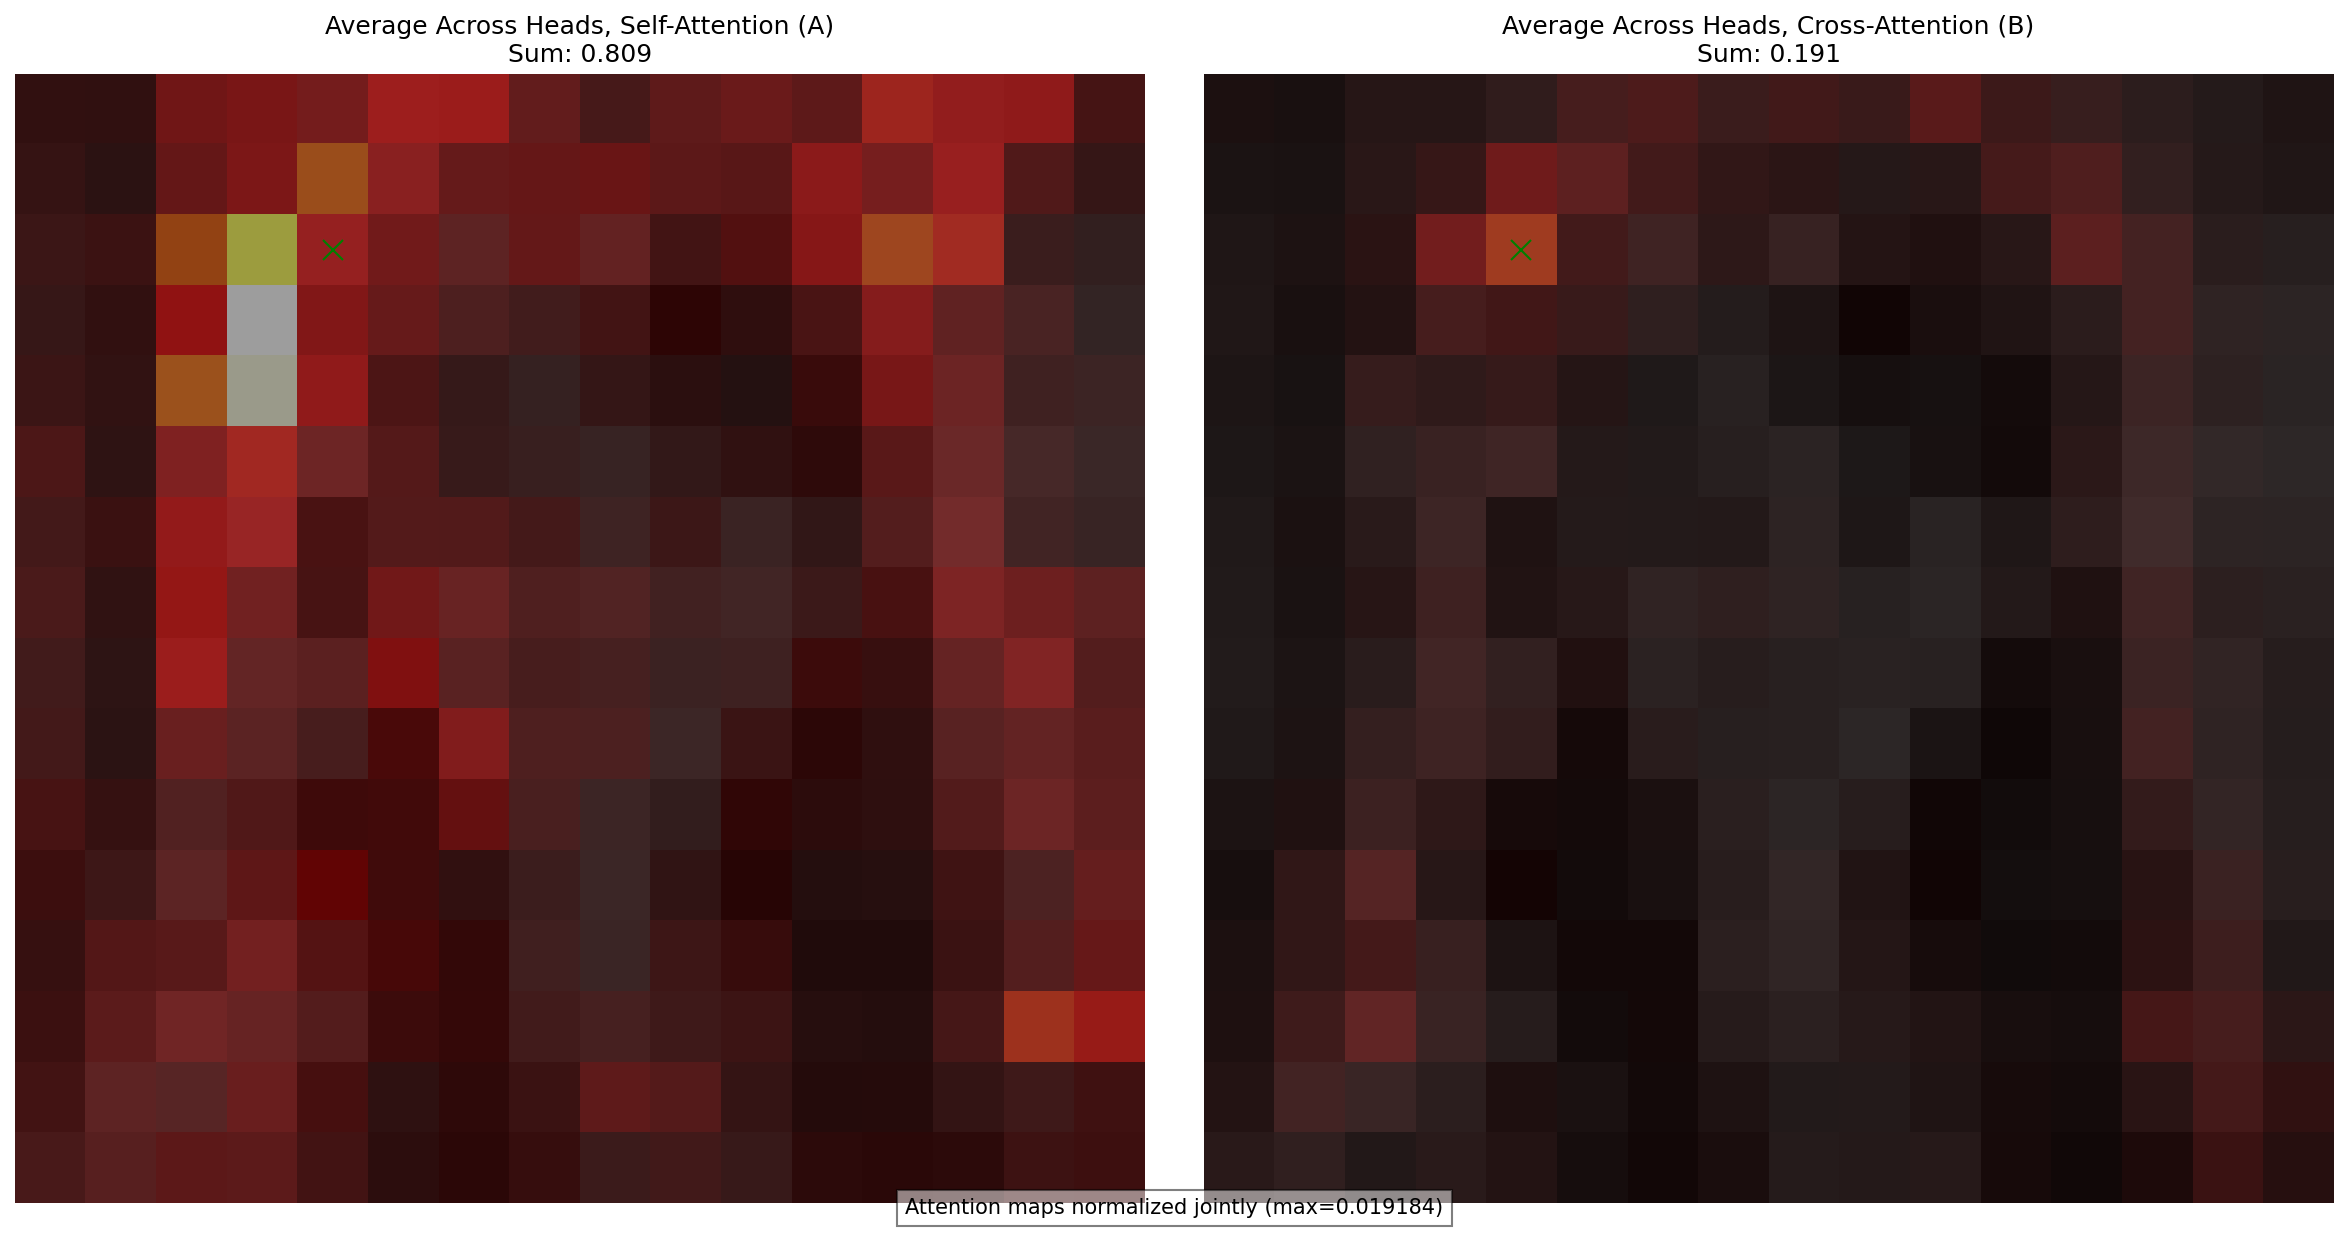 Average Across Heads, Self-Attention (A)
Sum: 0.809
Average Across Heads, Cross-Attention (B)
Sum: 0.191
Attention maps normalized jointly (max=0.019184)